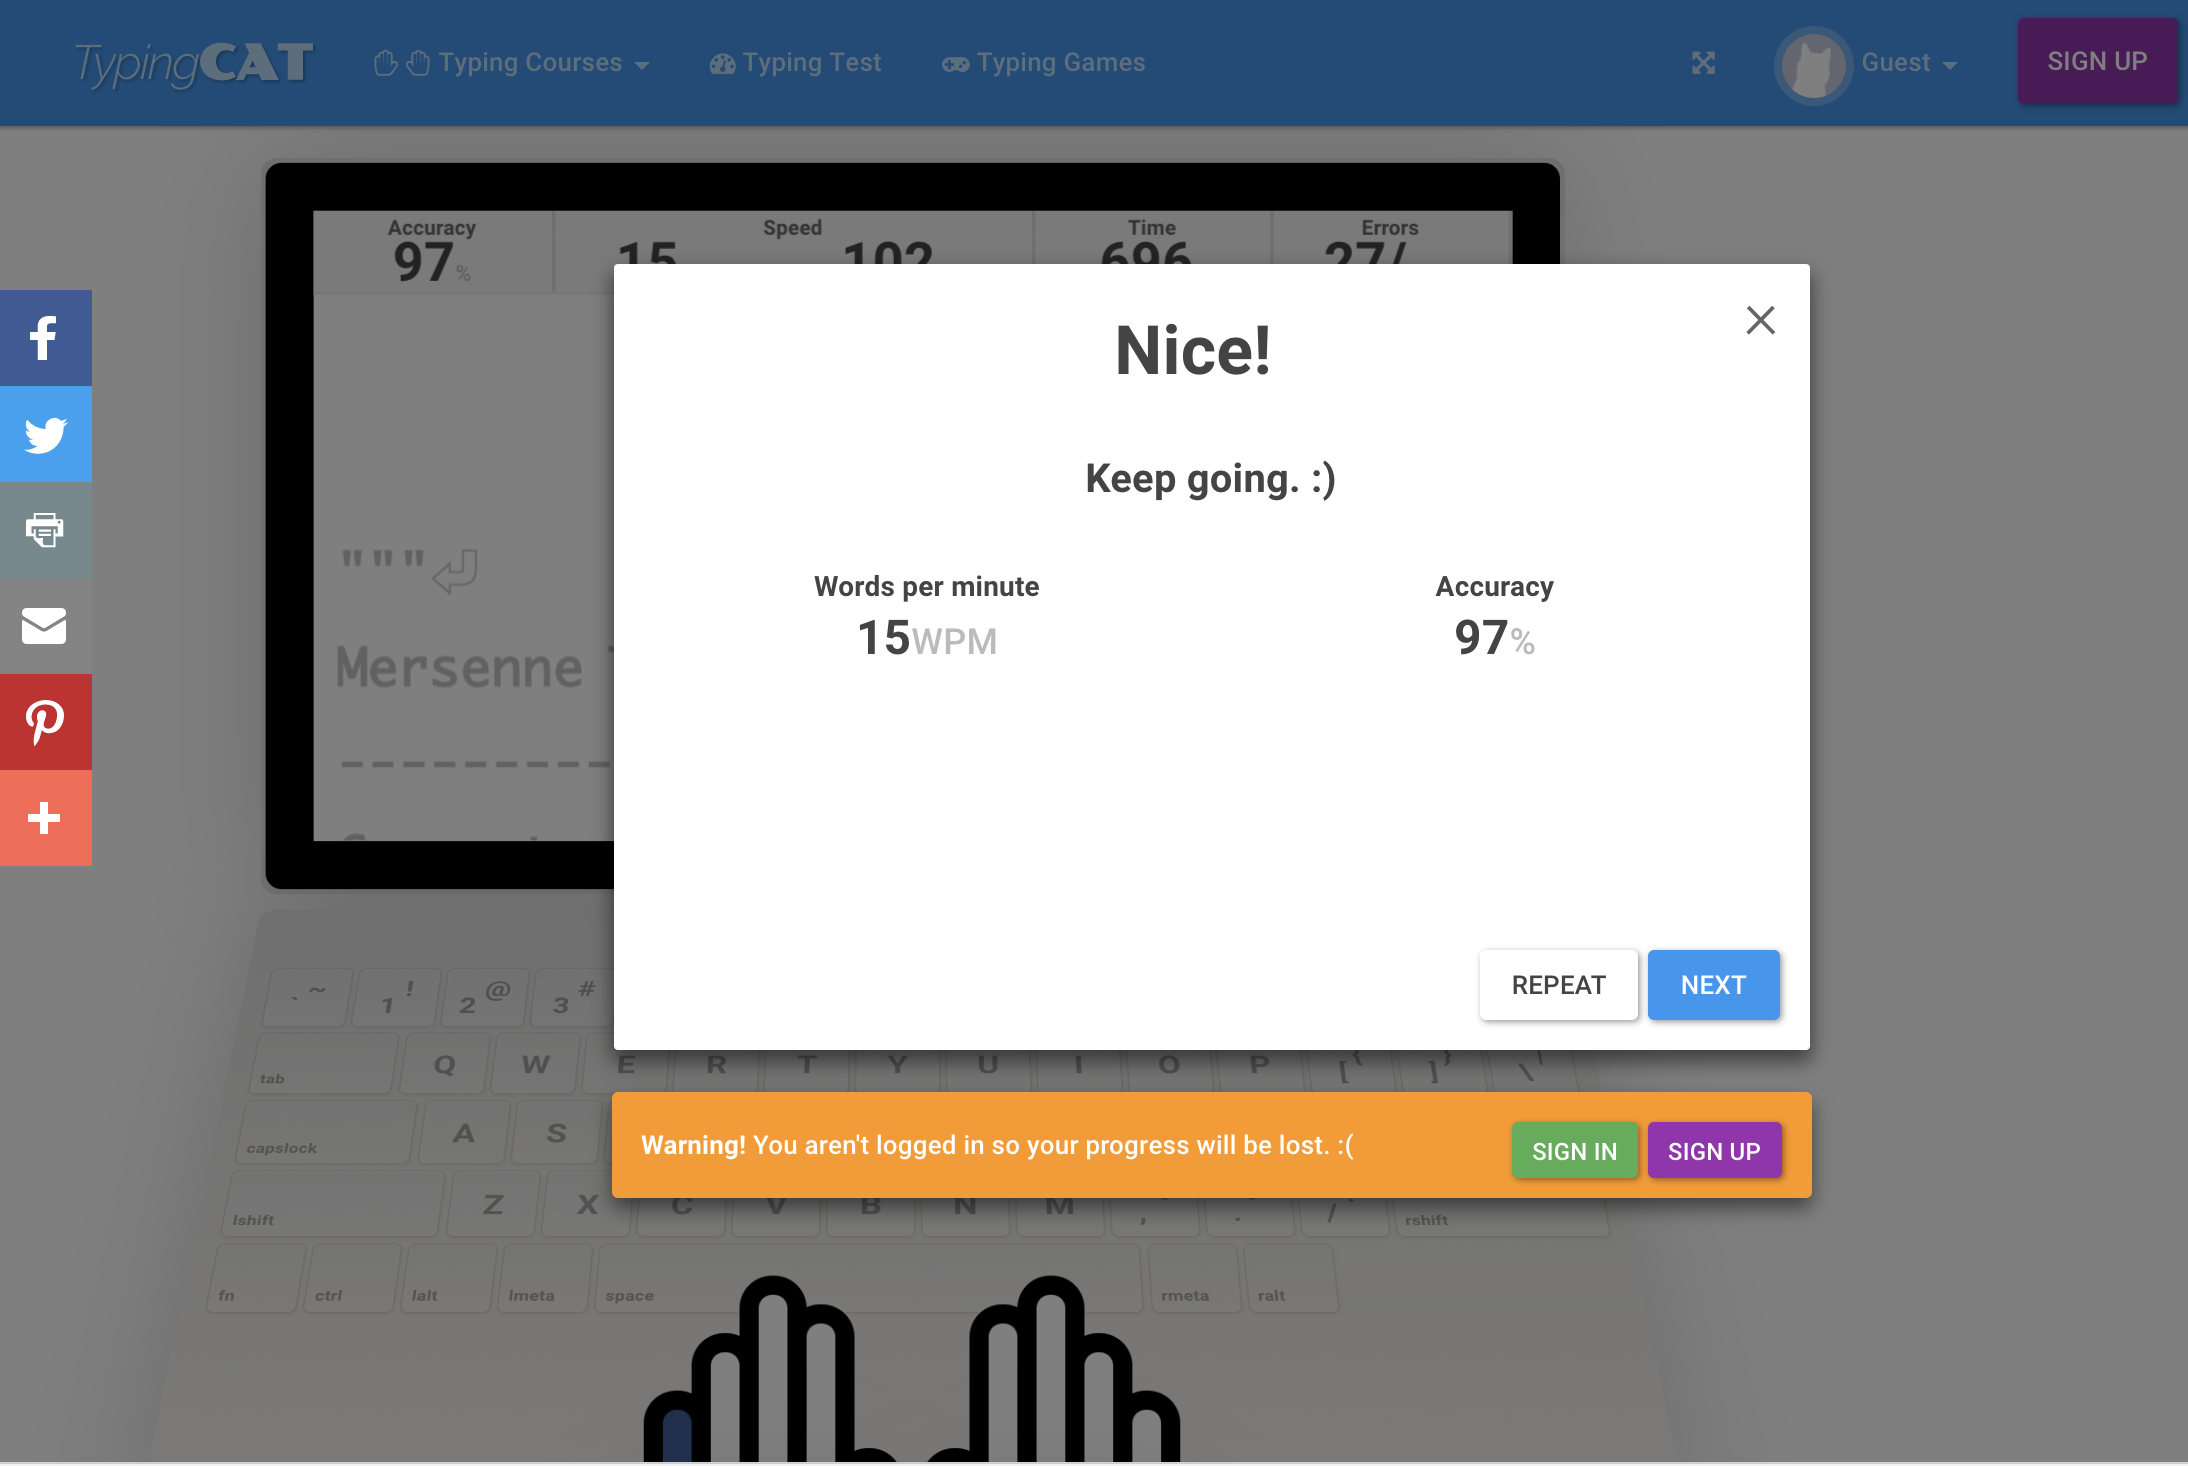 TypingCAT
Typing Courses
Typing Test
Typing Games
Guest
SIGN UP
Accuracy
97%
Speed
15
102
Time
696
Errors
27/
Nice!
Keep going. :)
Words per minute
15WPM
Accuracy
97%
"""
Mersenne
---------
REPEAT
NEXT
` ~
1 !
2 @
3 #
tab
Q W E R T Y U I O P [ { ] } \ |
capslock
A S
Warning! You aren't logged in so your progress will be lost. :(
SIGN IN
SIGN UP
lshift
Z X C V B N M , . /
rshift
fn
ctrl
lalt
lmeta
space
rmeta
ralt